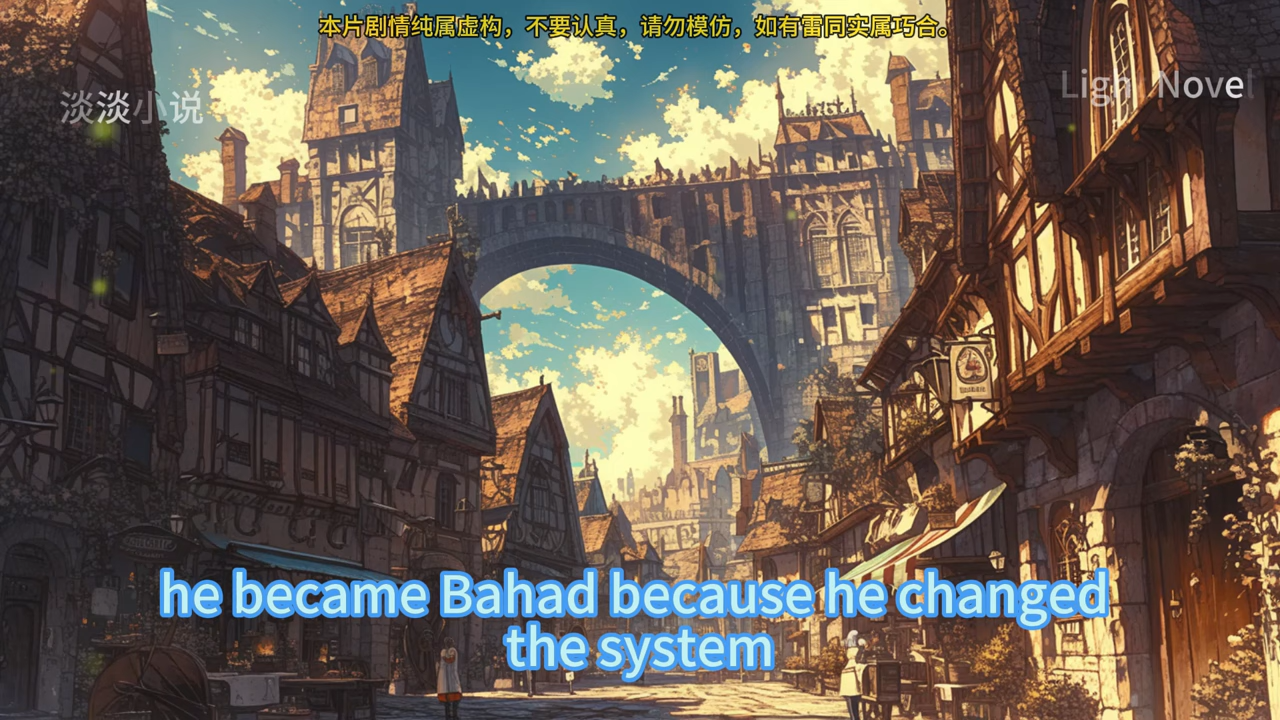 本片剧情纯属虚构，不要认真，请勿模仿，如有雷同实属巧合。
淡淡小说
Light Novel
he became Bahad because he changed
the system